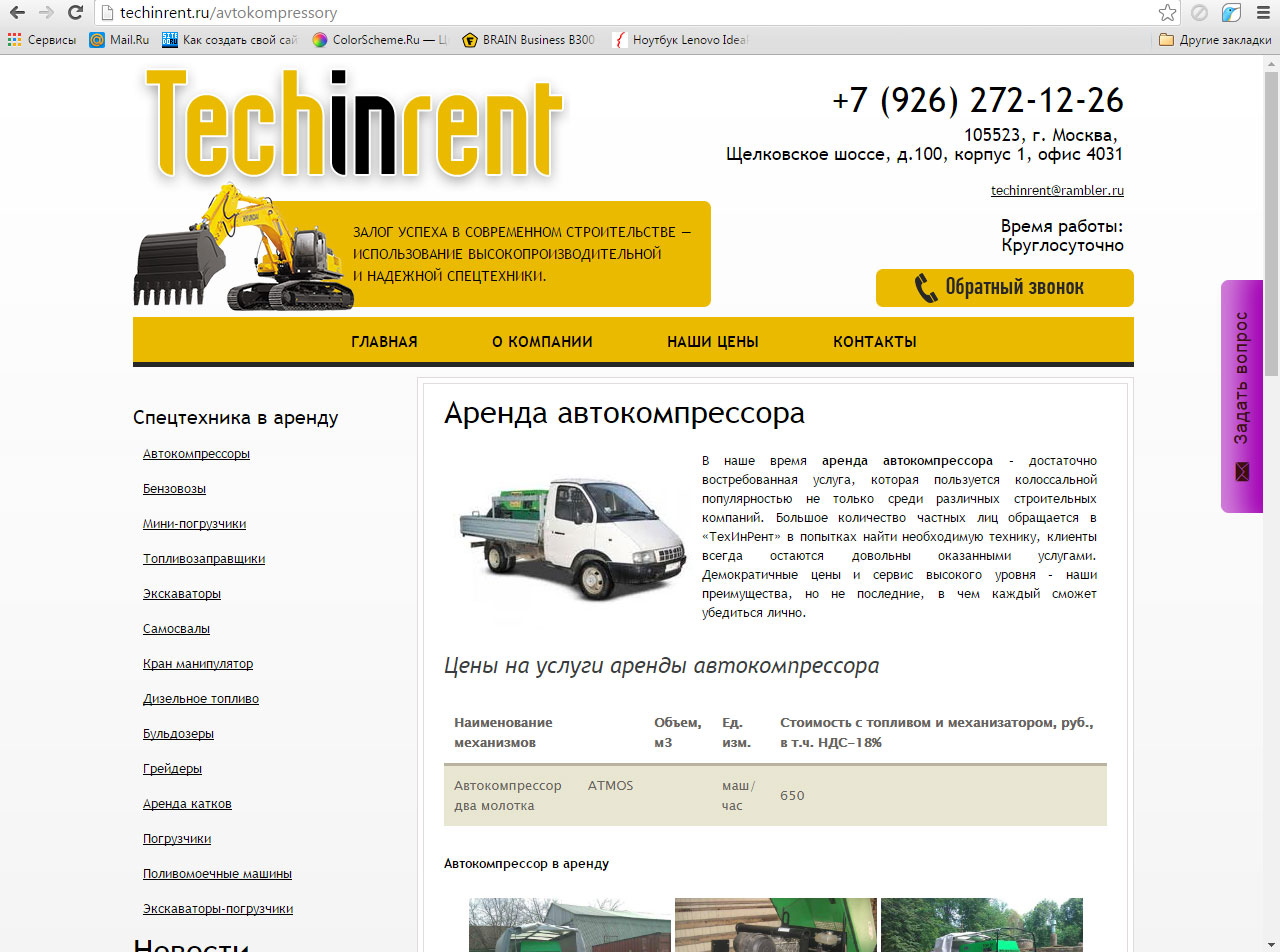 techinrent.ru/avtokompressory
Сервисы
Mail.Ru
Как создать свой сай
ColorScheme.Ru — Ц
BRAIN Business B300
Ноутбук Lenovo Idea
Другие закладки
Techinrent
+7 (926) 272-12-26
105523, г. Москва,
Щелковское шоссе, д.100, корпус 1, офис 4031
techinrent@rambler.ru
Время работы:
Круглосуточно
Обратный звонок
ЗАЛОГ УСПЕХА В СОВРЕМЕННОМ СТРОИТЕЛЬСТВЕ —
ИСПОЛЬЗОВАНИЕ ВЫСОКОПРОИЗВОДИТЕЛЬНОЙ
И НАДЕЖНОЙ СПЕЦТЕХНИКИ.
ГЛАВНАЯ
О КОМПАНИИ
НАШИ ЦЕНЫ
КОНТАКТЫ
Задать вопрос
Спецтехника в аренду
Автокомпрессоры
Бензовозы
Мини-погрузчики
Топливозаправщики
Экскаваторы
Самосвалы
Кран манипулятор
Дизельное топливо
Бульдозеры
Грейдеры
Аренда катков
Погрузчики
Поливомоечные машины
Экскаваторы-погрузчики
Новости
Аренда автокомпрессора
В наше время аренда автокомпрессора - достаточно
востребованная услуга, которая пользуется колоссальной
популярностью не только среди различных строительных
компаний. Большое количество частных лиц обращается в
«ТехИнРент» в попытках найти необходимую технику, клиенты
всегда остаются довольны оказанными услугами.
Демократичные цены и сервис высокого уровня - наши
преимущества, но не последние, в чем каждый сможет
убедиться лично.
Цены на услуги аренды автокомпрессора
Наименование механизмов
Объем, м3
Ед. изм.
Стоимость с топливом и механизатором, руб., в т.ч. НДС-18%
Автокомпрессор ATMOS два молотка
маш/час
650
Автокомпрессор в аренду